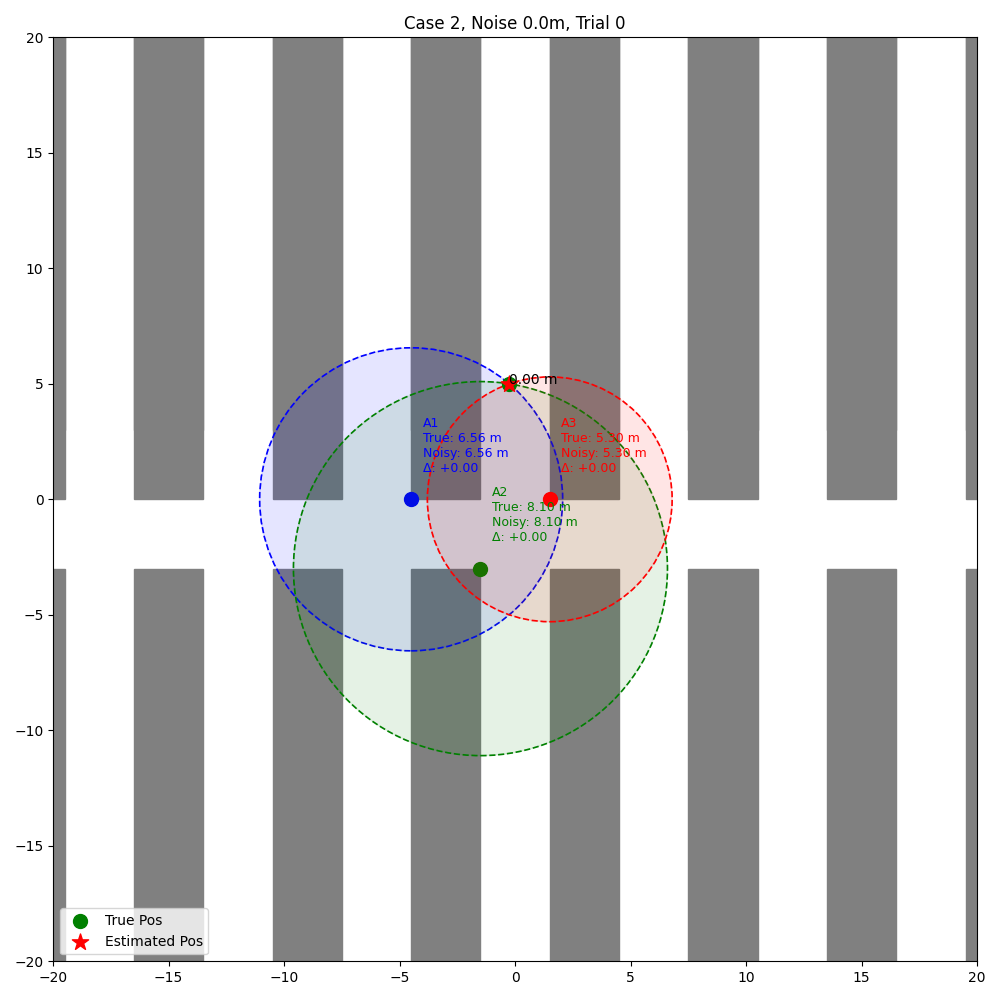 Case 2, Noise 0.0m, Trial 0
20
15
10
5
0
−5
−10
−15
−20
0.00 m
A1
True: 6.56 m
Noisy: 6.56 m
Δ: +0.00
A3
True: 5.30 m
Noisy: 5.30 m
Δ: +0.00
A2
True: 8.10 m
Noisy: 8.10 m
Δ: +0.00
True Pos
Estimated Pos
−20 −15 −10 −5 0 5 10 15 20